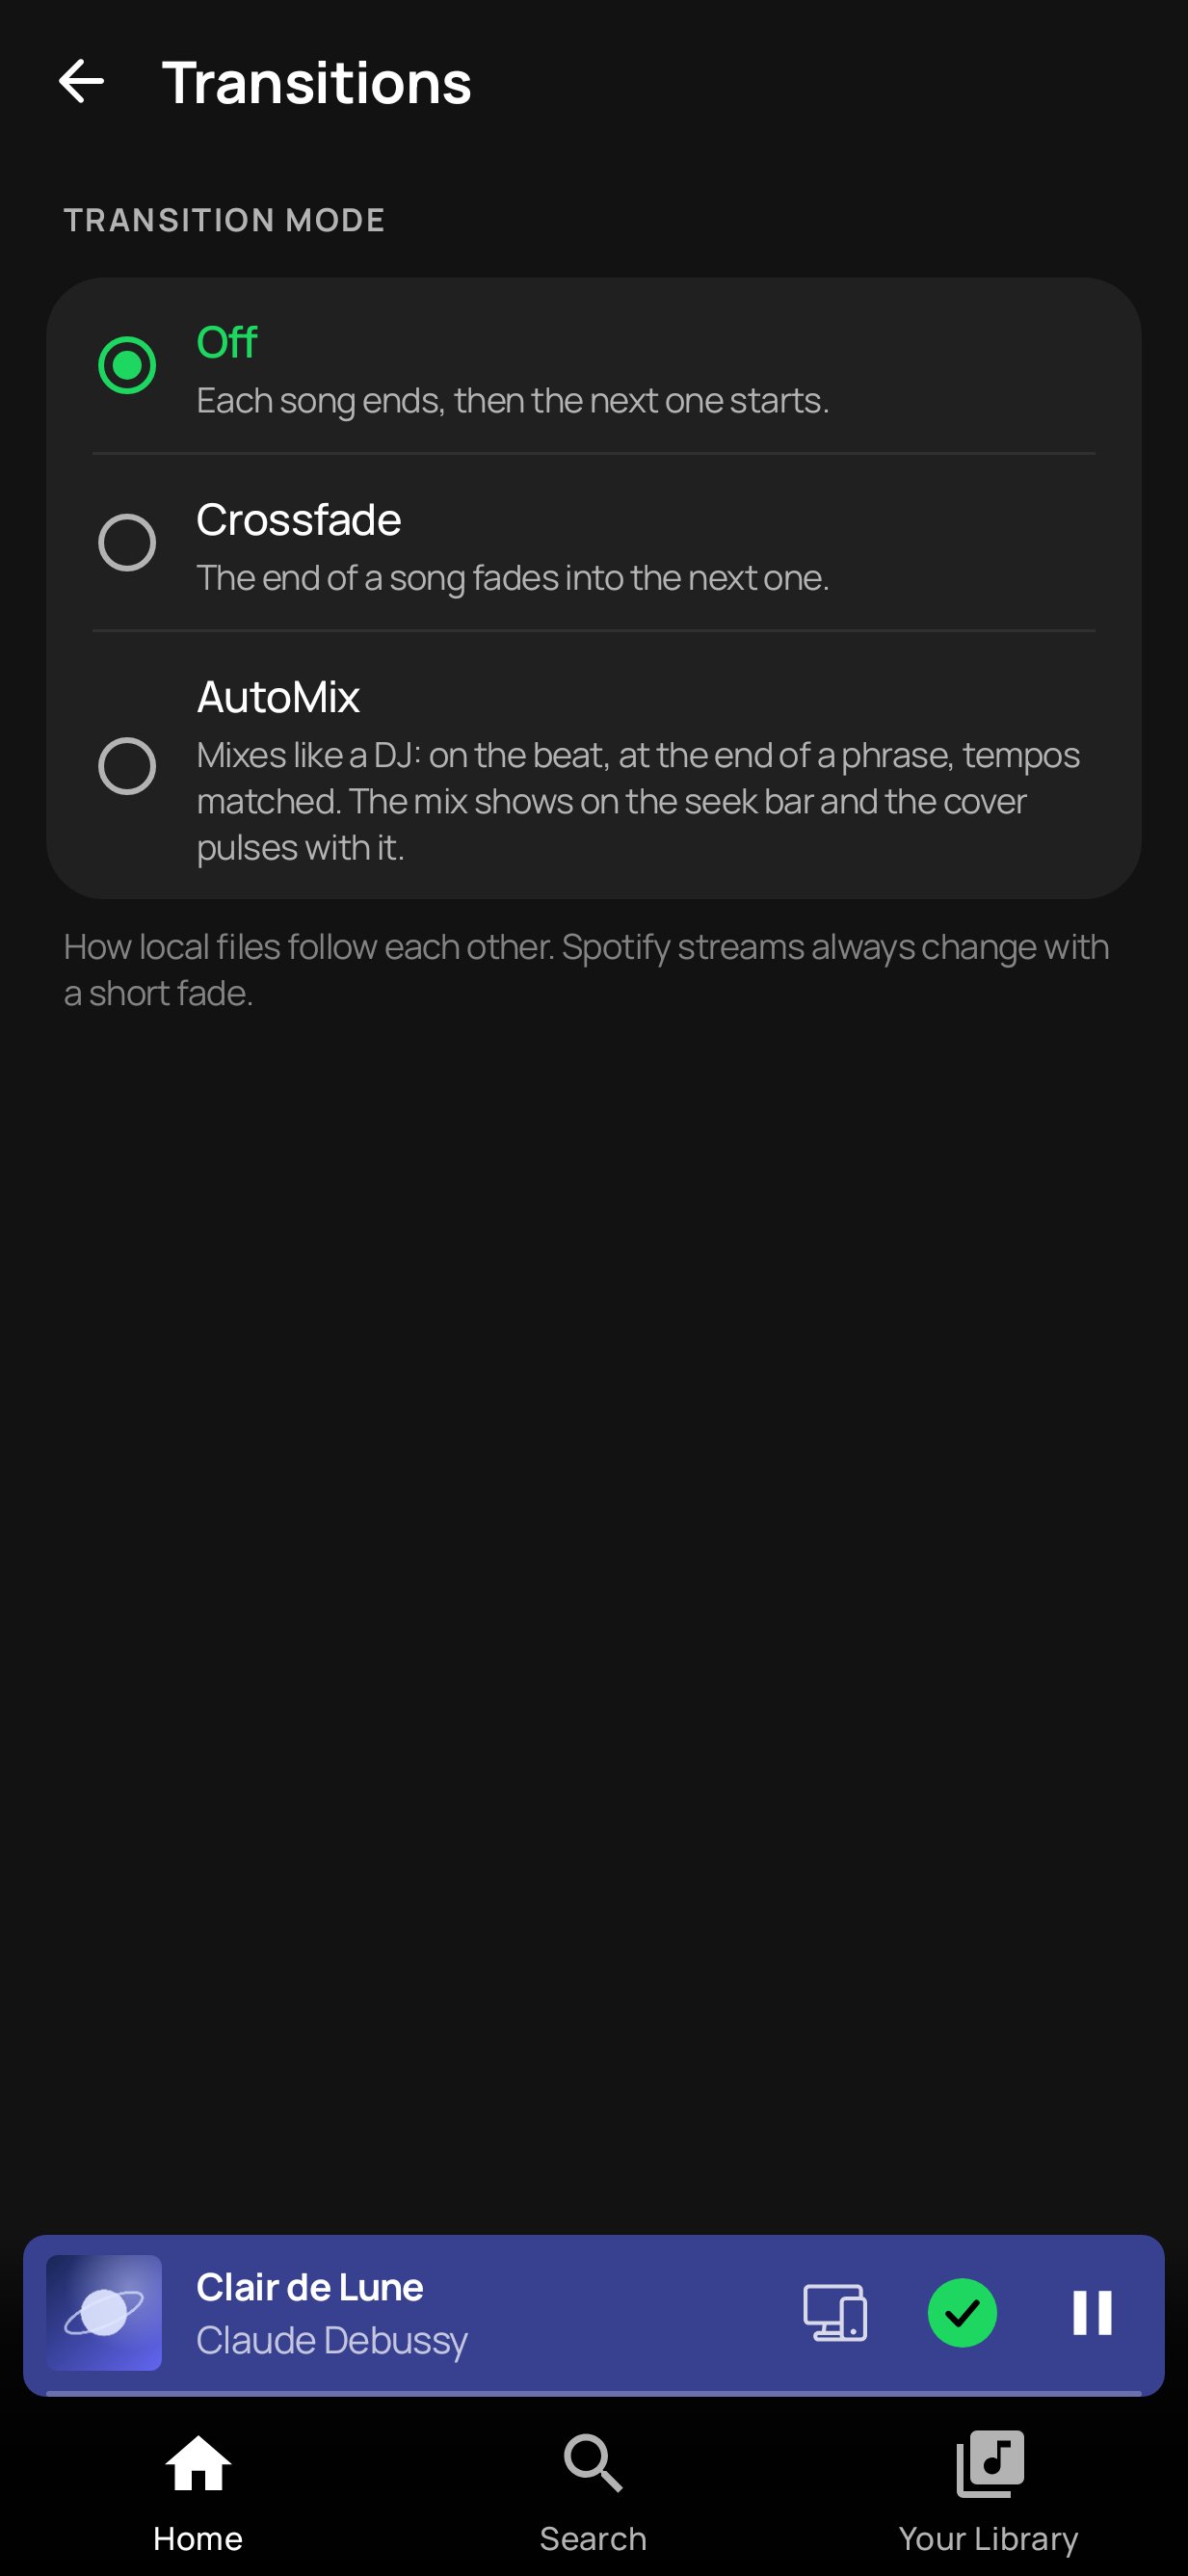 Transitions
TRANSITION MODE
Off
Each song ends, then the next one starts.
Crossfade
The end of a song fades into the next one.
AutoMix
Mixes like a DJ: on the beat, at the end of a phrase, tempos
matched. The mix shows on the seek bar and the cover
pulses with it.
How local files follow each other. Spotify streams always change with
a short fade.
Clair de Lune
Claude Debussy
Home
Search
Your Library